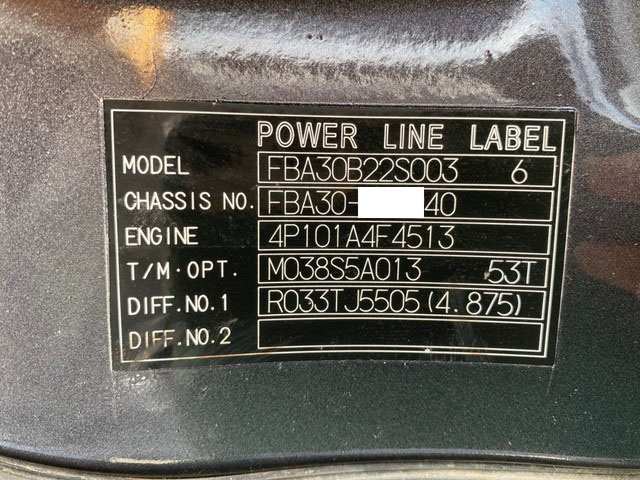 POWER LINE LABEL
MODEL FBA30B22S003 6
CHASSIS NO. FBA30- 40
ENGINE 4P101A4F4513
T/M·OPT. M038S5A013 53T
DIFF.NO.1 R033TJ5505(4.875)
DIFF.NO.2